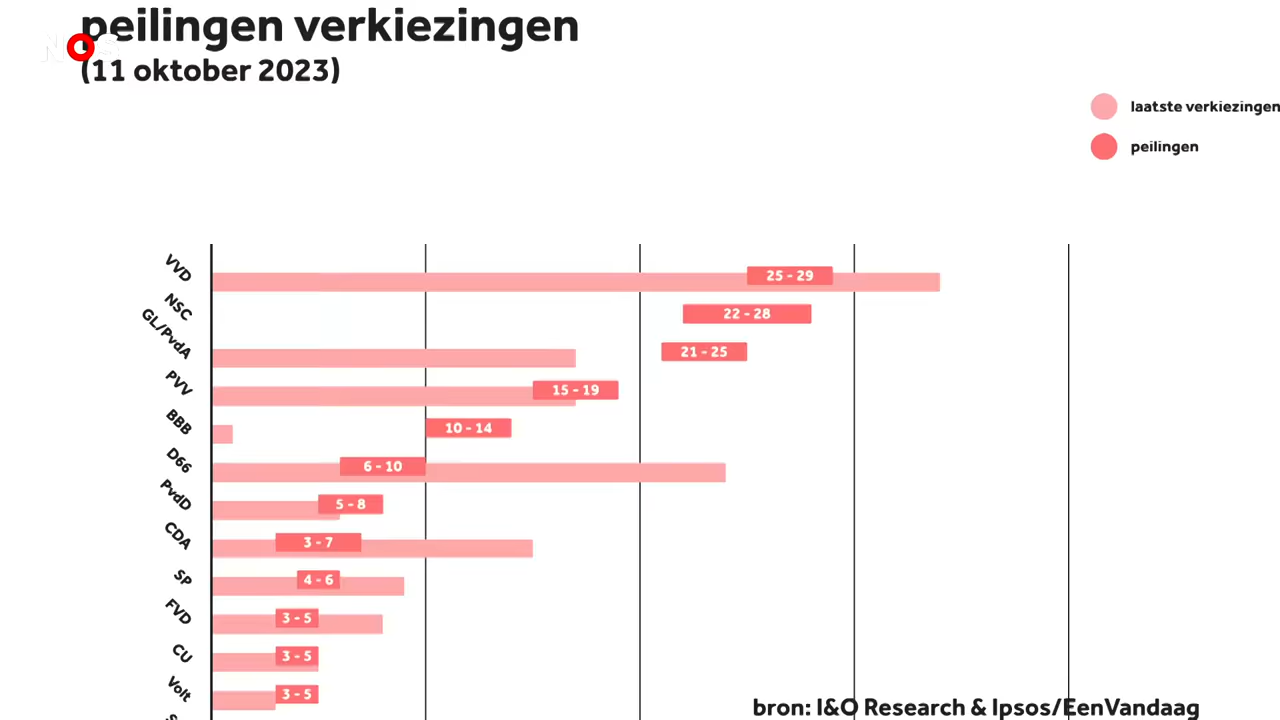 peilingen verkiezingen
NOS
(11 oktober 2023)
laatste verkiezingen
peilingen
VVD 25 - 29
NSC 22 - 28
GL/PvdA 21 - 25
PVV 15 - 19
BBB 10 - 14
D66 6 - 10
PvdD 5 - 8
CDA 3 - 7
SP 4 - 6
FVD 3 - 5
CU 3 - 5
Volt 3 - 5
bron: I&O Research & Ipsos/EenVandaag